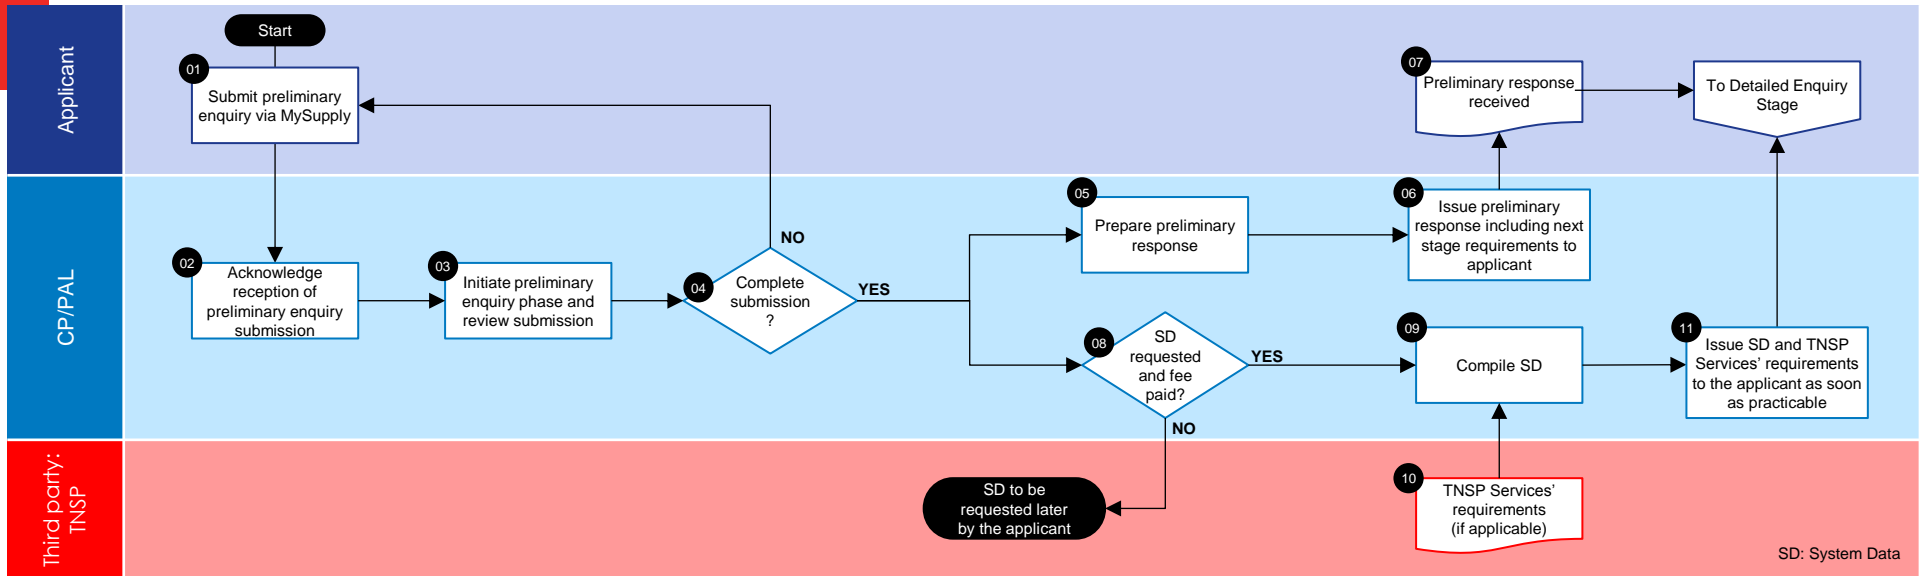 Applicant
Start
01
Submit preliminary
enquiry via MySupply
07
Preliminary response
received
To Detailed Enquiry
Stage
CP/PAL
02
Acknowledge
reception of
preliminary enquiry
submission
03
Initiate preliminary
enquiry phase and
review submission
04
Complete
submission
?
NO
YES
05
Prepare preliminary
response
06
Issue preliminary
response including next
stage requirements to
applicant
08
SD
requested
and fee
paid?
YES
NO
09
Compile SD
11
Issue SD and TNSP
Services' requirements
to the applicant as soon
as practicable
Third party:
TNSP
SD to be
requested later
by the applicant
10
TNSP Services'
requirements
(if applicable)
SD: System Data